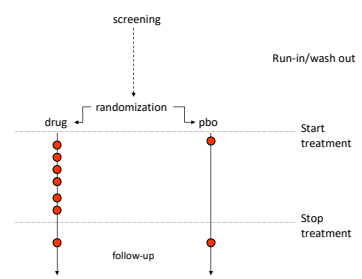 screening
Run-in/wash out
randomization
drug
pbo
Start
treatment
Stop
treatment
follow-up